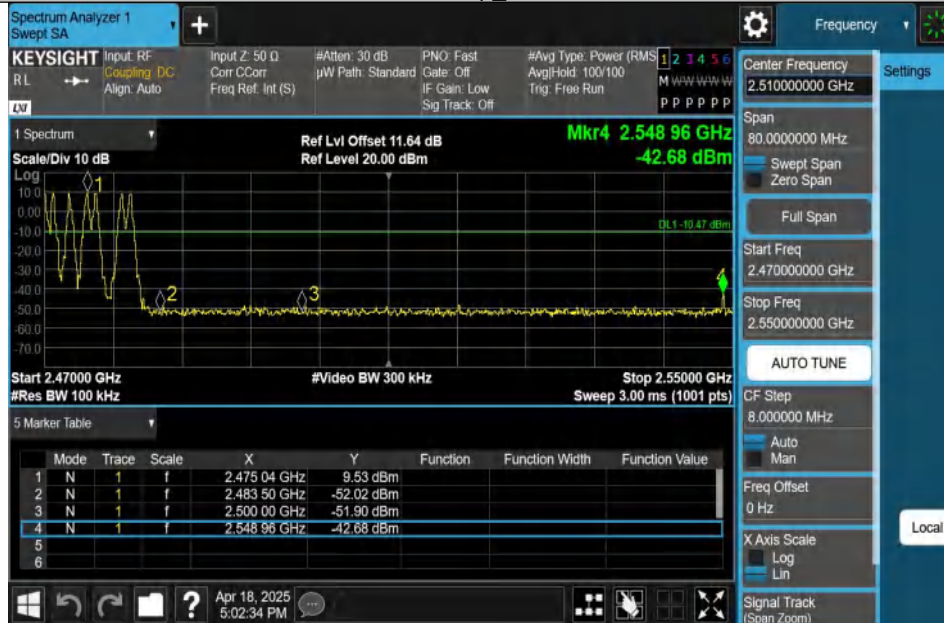 Spectrum Analyzer 1
Swept SA
+
Frequency
KEYSIGHT
RL
LXI
Input: RF
Coupling: DC
Align: Auto
Input Z: 50 Ω
Corr CCorr
Freq Ref: Int (S)
#Atten: 30 dB
µW Path: Standard
PNO: Fast
Gate: Off
IF Gain: Low
Sig Track: Off
#Avg Type: Power (RMS
Avg|Hold: 100/100
Trig: Free Run
1 2 3 4 5 6
M W W W W W
P P P P P P
1 Spectrum
Scale/Div 10 dB
Ref Lvl Offset 11.64 dB
Ref Level 20.00 dBm
Mkr4 2.548 96 GHz
-42.68 dBm
Log
10.0
0.00
-10.0
-20.0
-30.0
-40.0
-50.0
-60.0
-70.0
1
2
3
4
DL1 -10.47 dBm
Start 2.47000 GHz
#Video BW 300 kHz
Stop 2.55000 GHz
#Res BW 100 kHz
Sweep 3.00 ms (1001 pts)
5 Marker Table
Mode Trace Scale X Y Function Function Width Function Value
1 N 1 f 2.475 04 GHz 9.53 dBm
2 N 1 f 2.483 50 GHz -52.02 dBm
3 N 1 f 2.500 00 GHz -51.90 dBm
4 N 1 f 2.548 96 GHz -42.68 dBm
5
6
?
Apr 18, 2025
5:02:34 PM
Center Frequency
2.510000000 GHz
Span
80.0000000 MHz
Swept Span
Zero Span
Full Span
Start Freq
2.470000000 GHz
Stop Freq
2.550000000 GHz
AUTO TUNE
CF Step
8.000000 MHz
Auto
Man
Freq Offset
0 Hz
X Axis Scale
Log
Lin
Signal Track
(Span Zoom)
Settings
Local